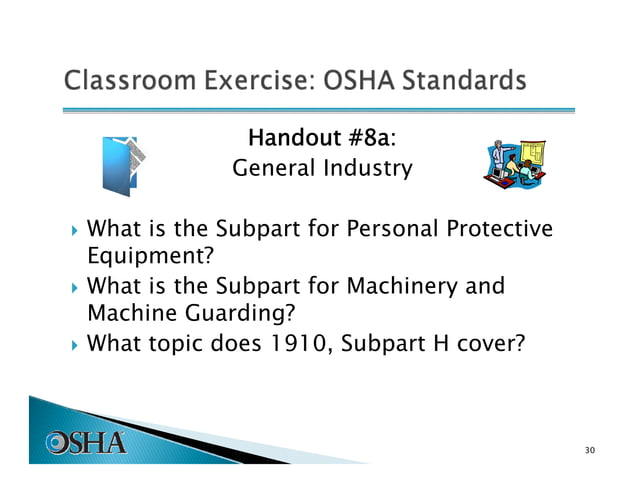 Classroom Exercise: OSHA Standards
Handout #8a:
General Industry
What is the Subpart for Personal Protective
Equipment?
What is the Subpart for Machinery and
Machine Guarding?
What topic does 1910, Subpart H cover?
OSHA
30